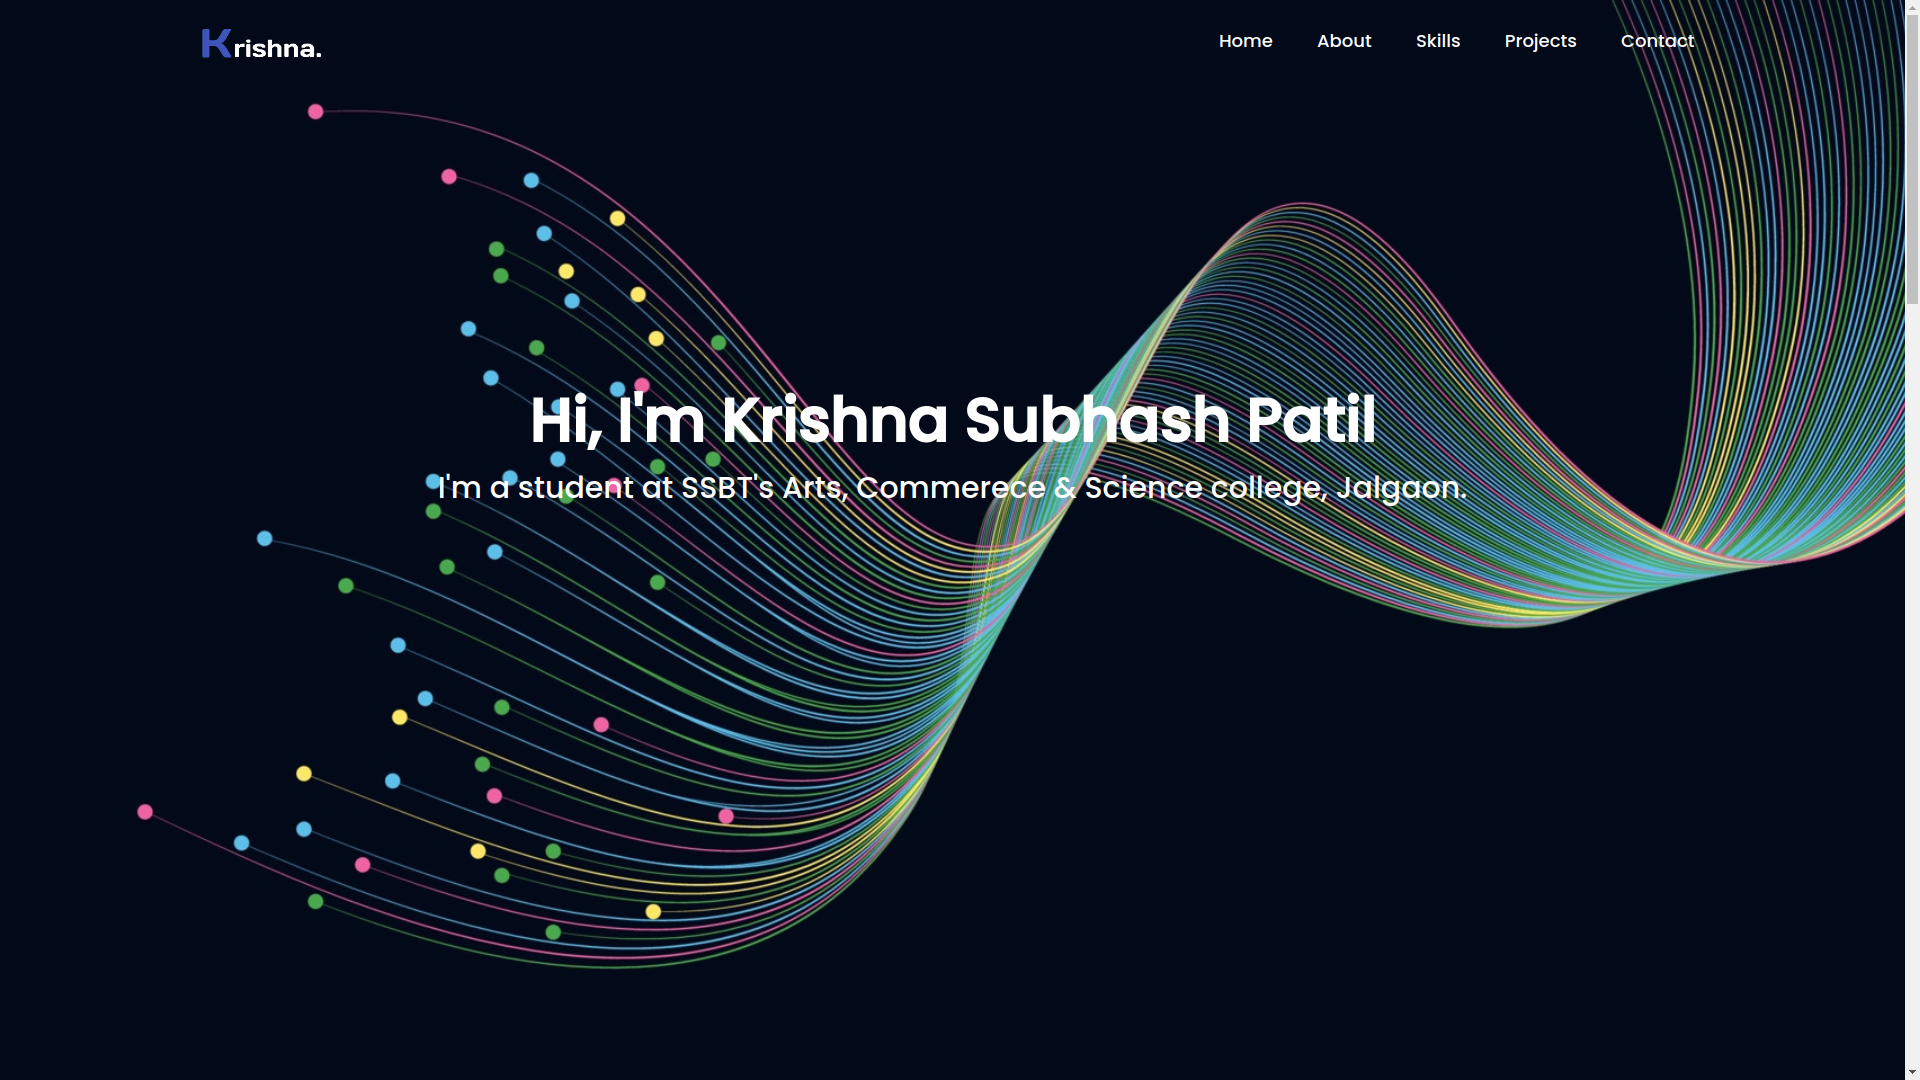 Krishna.
Home About Skills Projects Contact
Hi, I'm Krishna Subhash Patil
I'm a student at SSBT's Arts, Commerece & Science college, Jalgaon.